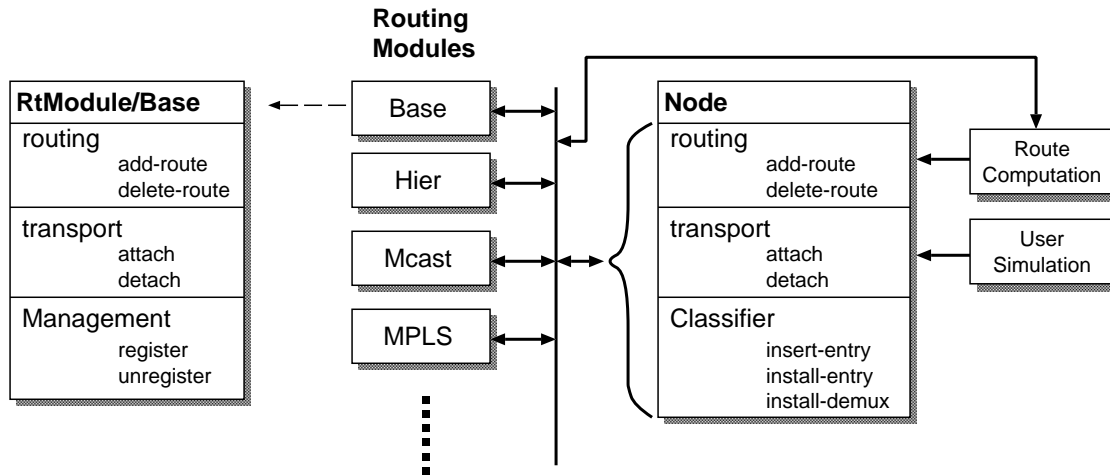 Routing
Modules
RtModule/Base
routing
add-route
delete-route
transport
attach
detach
Management
register
unregister
Base
Hier
Mcast
MPLS
Node
routing
add-route
delete-route
transport
attach
detach
Classifier
insert-entry
install-entry
install-demux
Route
Computation
User
Simulation